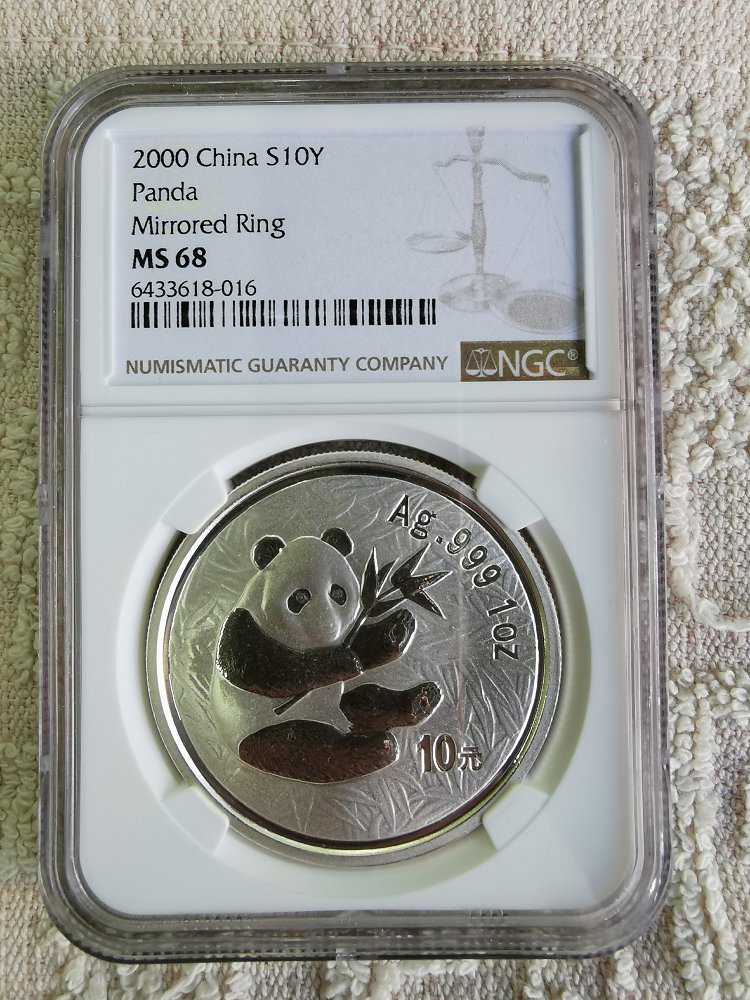 2000 China S10Y
Panda
Mirrored Ring
MS 68
6433618-016
NUMISMATIC GUARANTY COMPANY
NGC®
Ag.999 1oz
10元